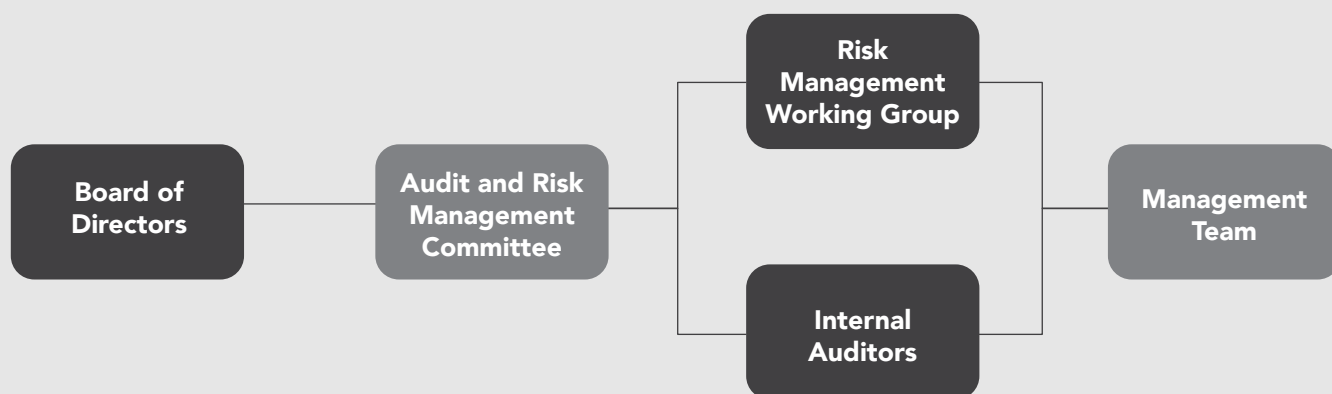 Board of
Directors
Audit and Risk
Management
Committee
Risk
Management
Working Group
Internal
Auditors
Management
Team